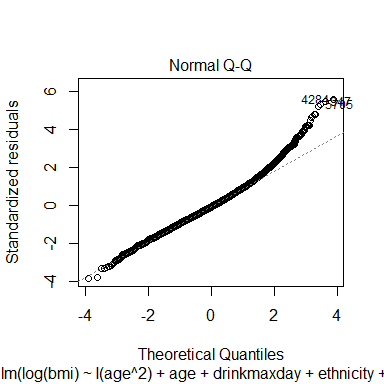 Normal Q-Q
Standardized residuals
6
4
2
0
-2
-4
-4 -2 0 2 4
Theoretical Quantiles
lm(log(bmi) ~ I(age^2) + age + drinkmaxday + ethnicity +